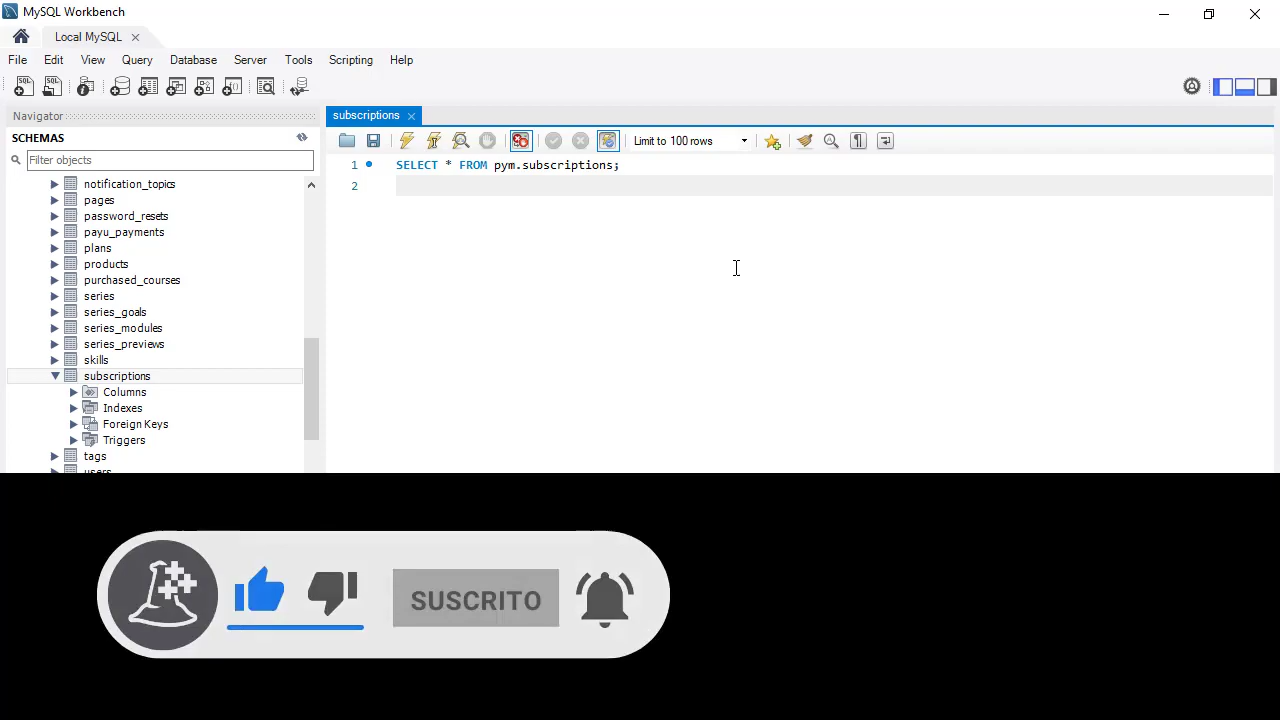 MySQL Workbench
Local MySQL
File Edit View Query Database Server Tools Scripting Help
Navigator
SCHEMAS
Filter objects
notification_topics
pages
password_resets
payu_payments
plans
products
purchased_courses
series
series_goals
series_modules
series_previews
skills
subscriptions
Columns
Indexes
Foreign Keys
Triggers
tags
users
subscriptions
Limit to 100 rows
1 SELECT * FROM pym.subscriptions;
2
SUSCRITO